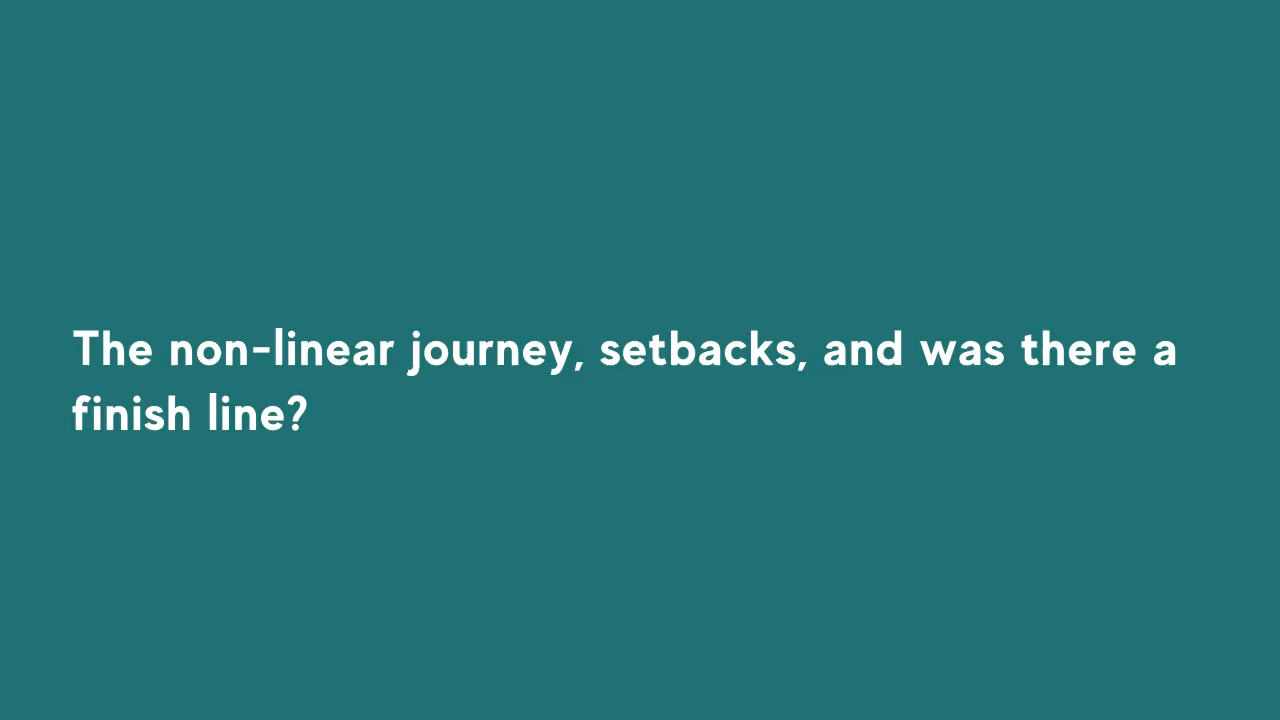 The non-linear journey, setbacks, and was there a
finish line?